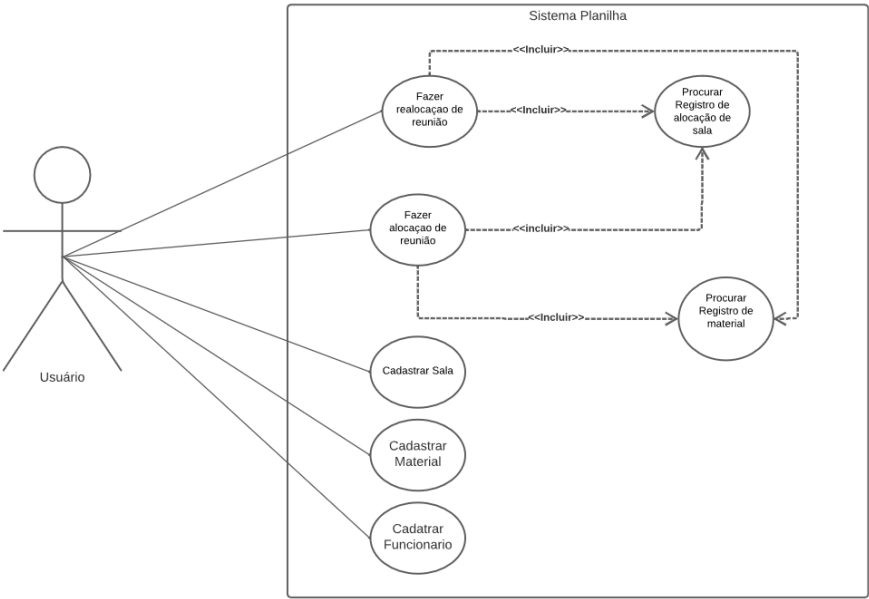 Sistema Planilha
<<Incluir>>
Fazer
realocaçao de
reunião
<<Incluir>>
Procurar
Registro de
alocação de
sala
Fazer
alocaçao de
reunião
<<incluir>>
Procurar
Registro de
material
<<Incluir>>
Cadastrar Sala
Usuário
Cadastrar
Material
Cadatrar
Funcionario